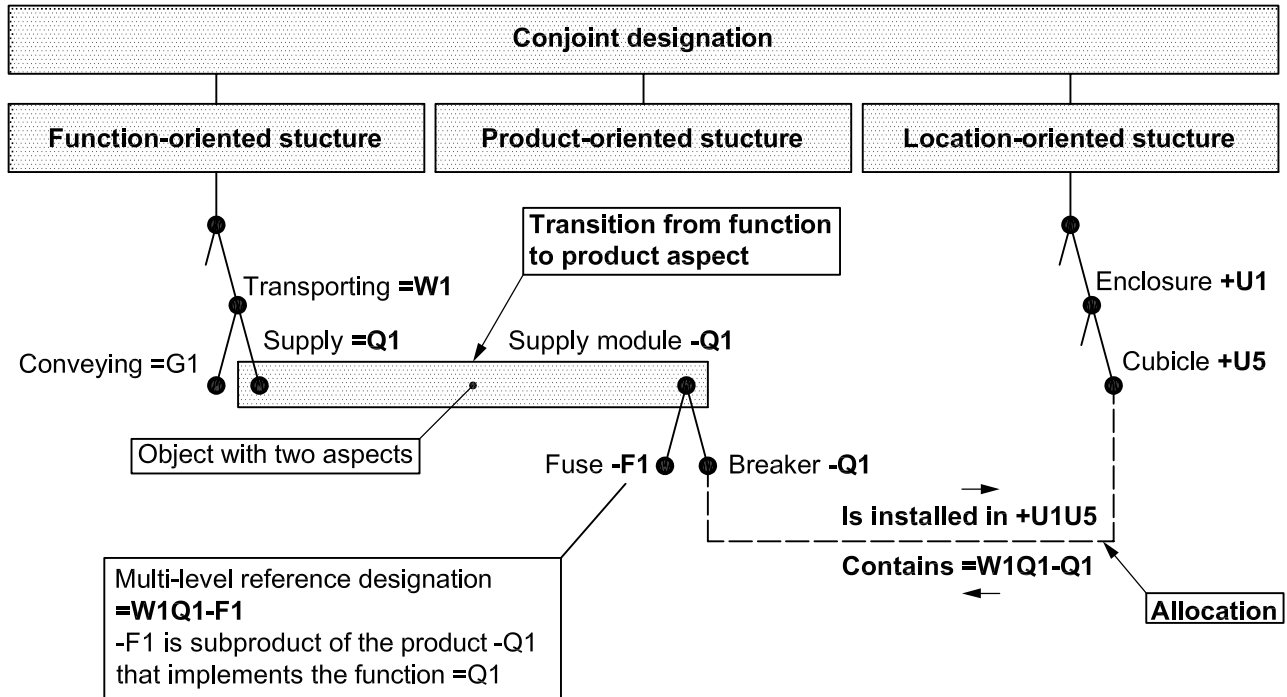 Conjoint designation
Function-oriented stucture
Product-oriented stucture
Location-oriented stucture
Transition from function
to product aspect
Transporting =W1
Enclosure +U1
Supply =Q1
Supply module -Q1
Conveying =G1
Cubicle +U5
Object with two aspects
Fuse -F1
Breaker -Q1
Is installed in +U1U5
Contains =W1Q1-Q1
Allocation
Multi-level reference designation
=W1Q1-F1
-F1 is subproduct of the product -Q1
that implements the function =Q1